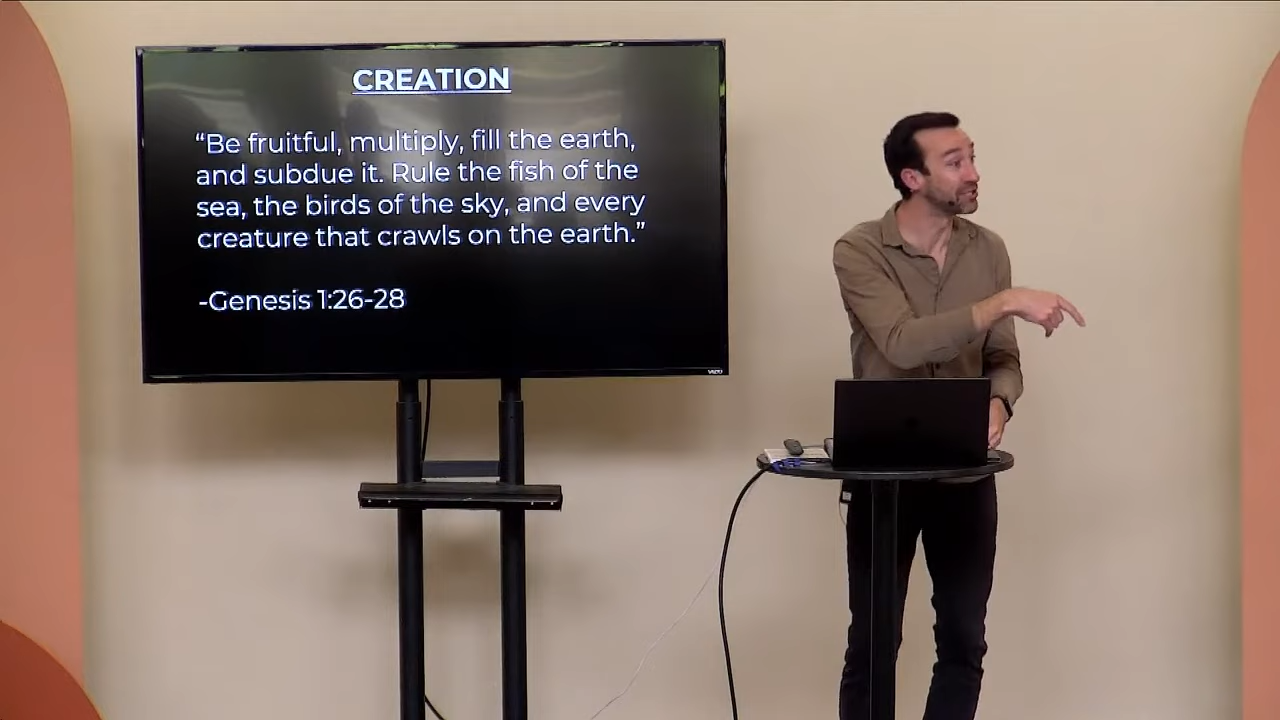 CREATION
“Be fruitful, multiply, fill the earth,
and subdue it. Rule the fish of the
sea, the birds of the sky, and every
creature that crawls on the earth.”
-Genesis 1:26-28
VIZIO